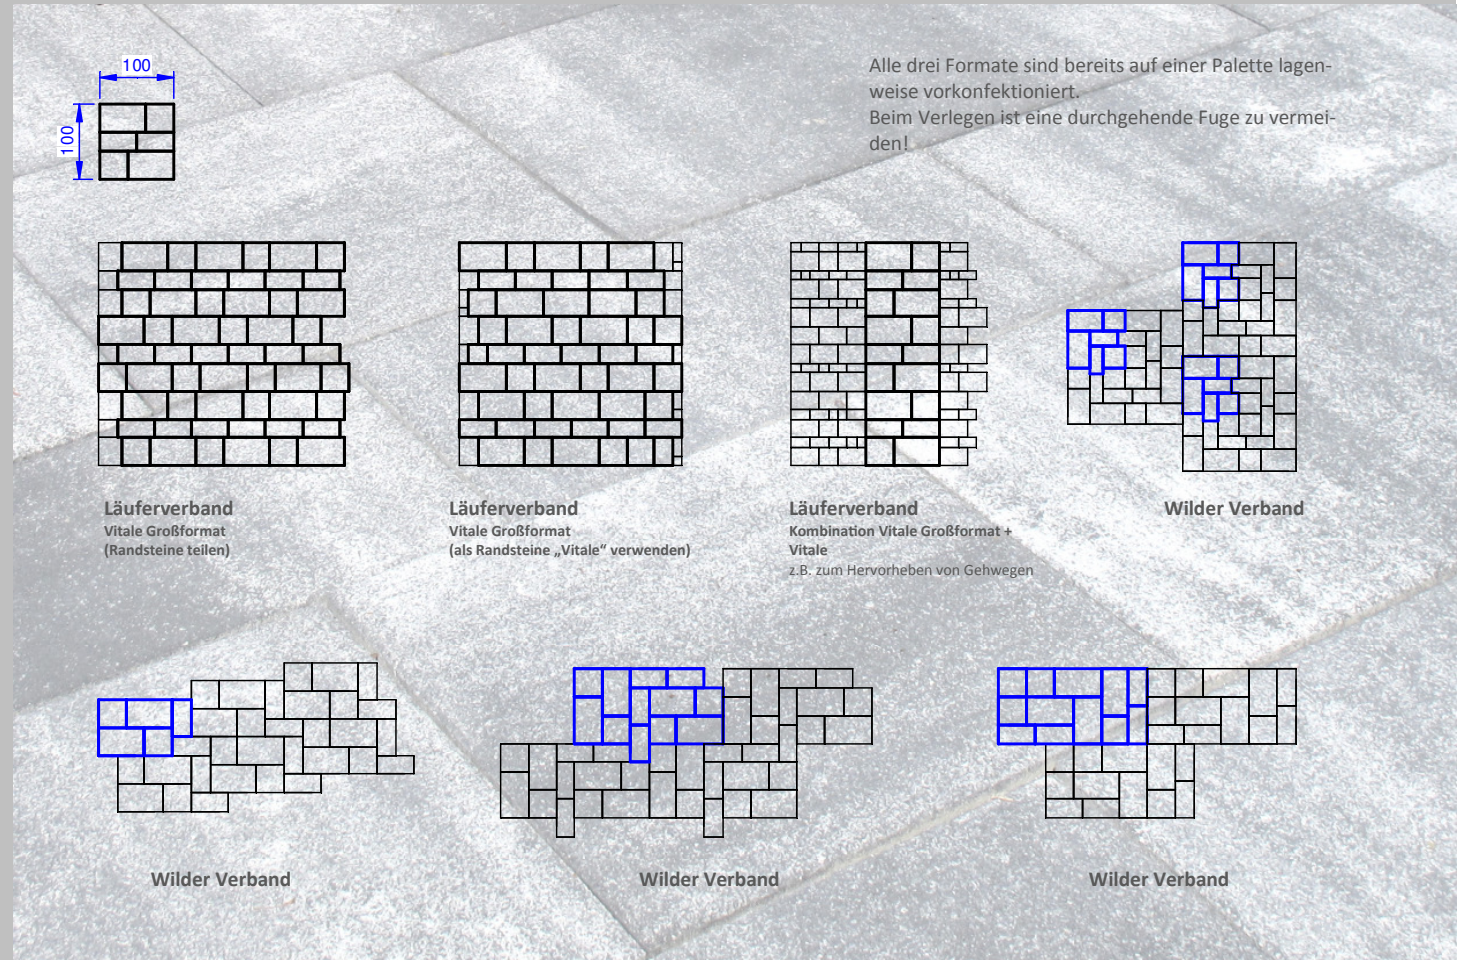 100
100
Alle drei Formate sind bereits auf einer Palette lagen-
weise vorkonfektioniert.
Beim Verlegen ist eine durchgehende Fuge zu vermei-
den!
Läuferverband
Vitale Großformat
(Randsteine teilen)
Läuferverband
Vitale Großformat
(als Randsteine „Vitale“ verwenden)
Läuferverband
Kombination Vitale Großformat +
Vitale
z.B. zum Hervorheben von Gehwegen
Wilder Verband
Wilder Verband
Wilder Verband
Wilder Verband